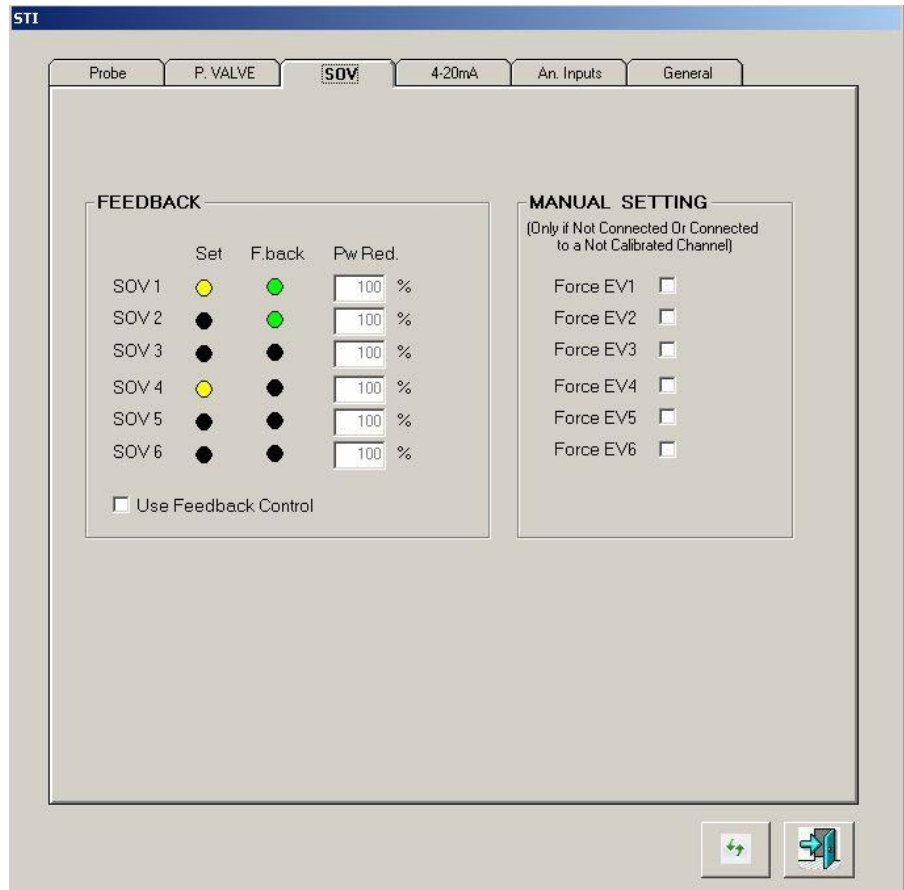 STI
Probe P. VALVE SOV 4-20mA An. Inputs General
FEEDBACK
Set F.back Pw Red.
SOV 1 100 %
SOV 2 100 %
SOV 3 100 %
SOV 4 100 %
SOV 5 100 %
SOV 6 100 %
Use Feedback Control
MANUAL SETTING
(Only if Not Connected Or Connected
to a Not Calibrated Channel)
Force EV1
Force EV2
Force EV3
Force EV4
Force EV5
Force EV6